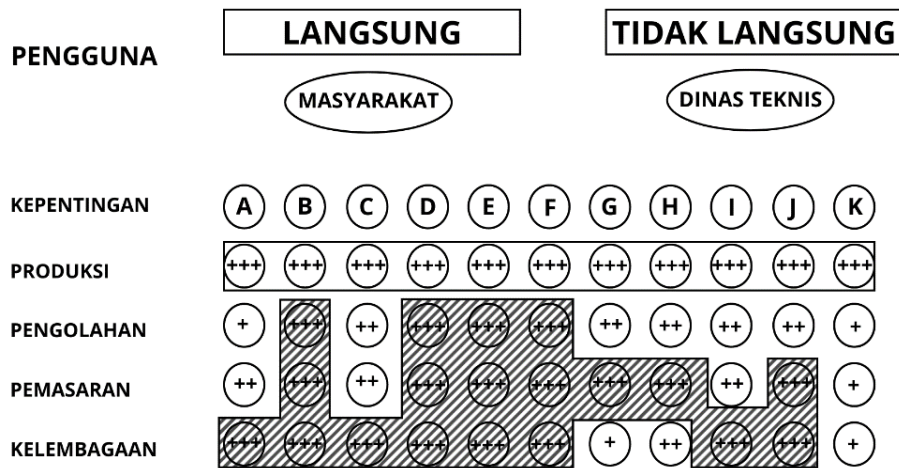 LANGSUNG TIDAK LANGSUNG
PENGGUNA
MASYARAKAT DINAS TEKNIS
KEPENTINGAN A B C D E F G H I J K
PRODUKSI +++ +++ +++ +++ +++ +++ +++ +++ +++ +++ +++
PENGOLAHAN + +++ ++ +++ +++ +++ ++ ++ ++ ++ +
PEMASARAN ++ +++ ++ +++ +++ +++ +++ +++ ++ +++ +
KELEMBAGAAN +++ +++ +++ +++ +++ +++ + ++ +++ +++ +